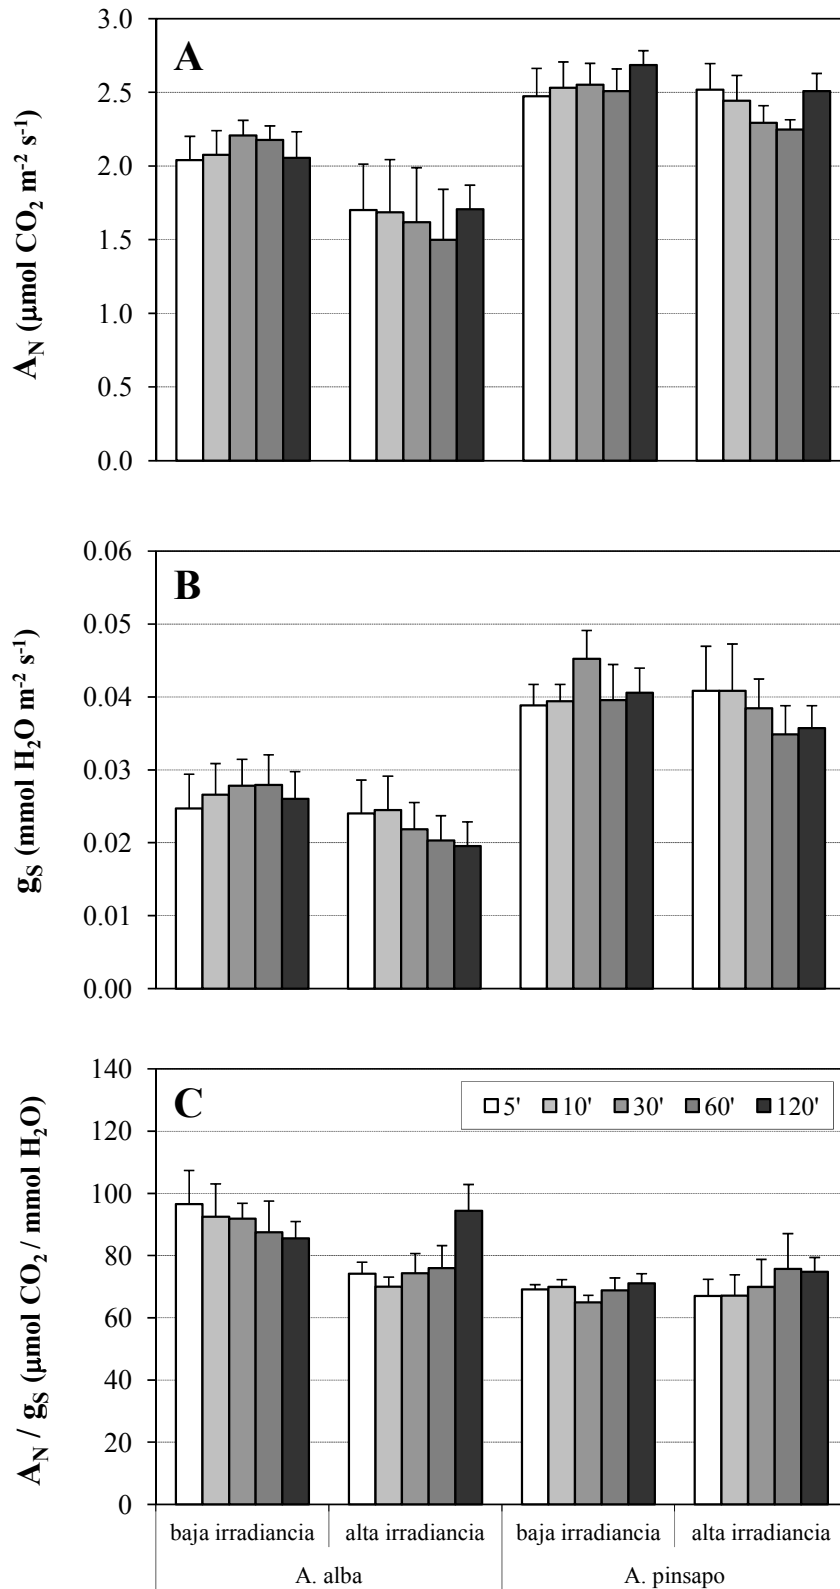 A
A_N (µmol CO₂ m⁻² s⁻¹)
3.0
2.5
2.0
1.5
1.0
0.5
0.0
B
g_S (mmol H₂O m⁻² s⁻¹)
0.06
0.05
0.04
0.03
0.02
0.01
0.00
C
A_N / g_S (µmol CO₂ / mmol H₂O)
140
120
100
80
60
40
20
0
5' 10' 30' 60' 120'
baja irradiancia alta irradiancia baja irradiancia alta irradiancia
A. alba A. pinsapo